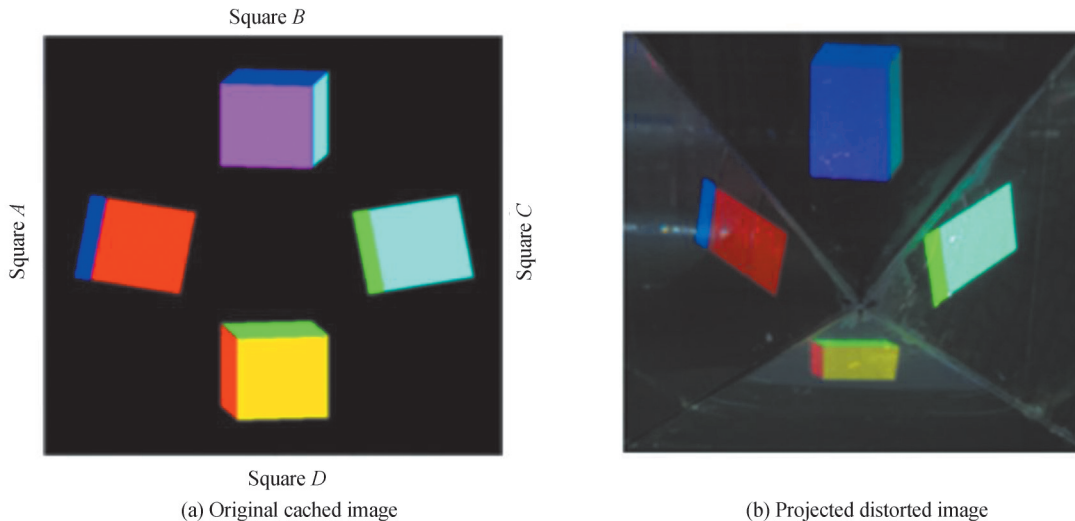 Square B
Square A
Square C
Square D
(a) Original cached image
(b) Projected distorted image